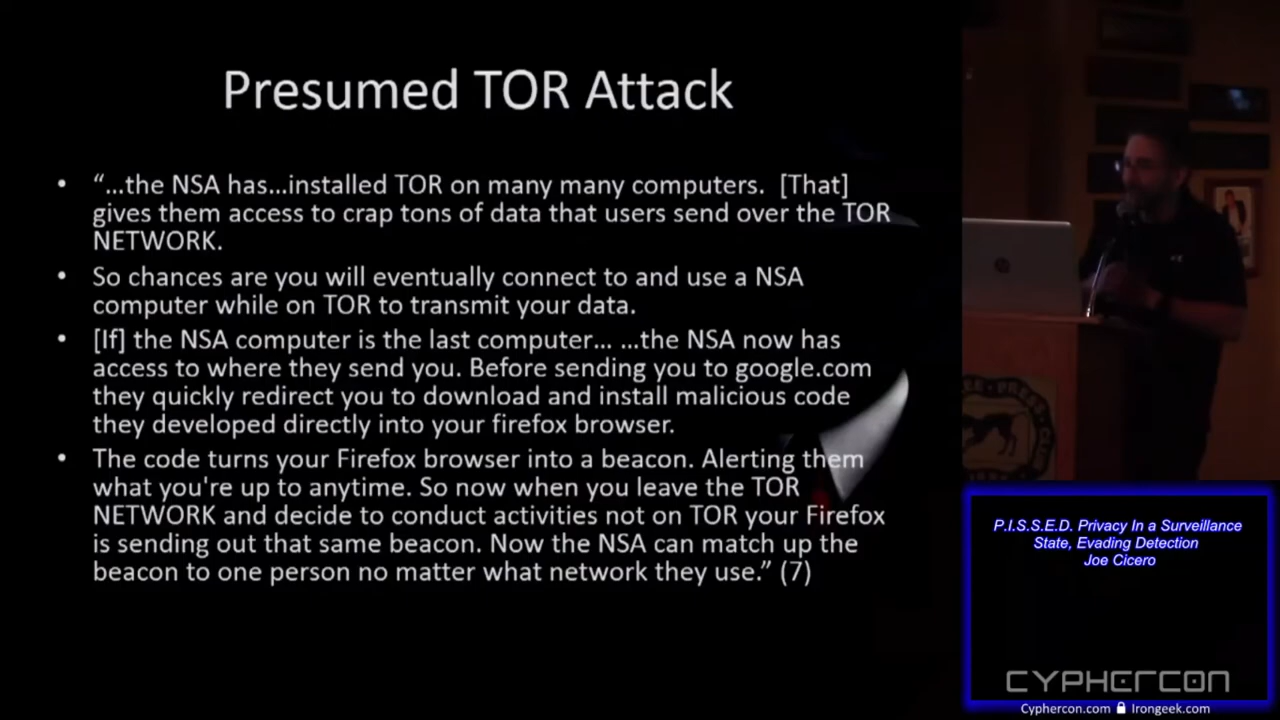 Presumed TOR Attack
• “...the NSA has...installed TOR on many many computers. [That]
gives them access to crap tons of data that users send over the TOR
NETWORK.
• So chances are you will eventually connect to and use a NSA
computer while on TOR to transmit your data.
• [If] the NSA computer is the last computer... ...the NSA now has
access to where they send you. Before sending you to google.com
they quickly redirect you to download and install malicious code
they developed directly into your firefox browser.
• The code turns your Firefox browser into a beacon. Alerting them
what you're up to anytime. So now when you leave the TOR
NETWORK and decide to conduct activities not on TOR your Firefox
is sending out that same beacon. Now the NSA can match up the
beacon to one person no matter what network they use.” (7)
P.I.S.S.E.D. Privacy In a Surveillance
State, Evading Detection
Joe Cicero
CYPHERCON
Cyphercon.com Irongeek.com